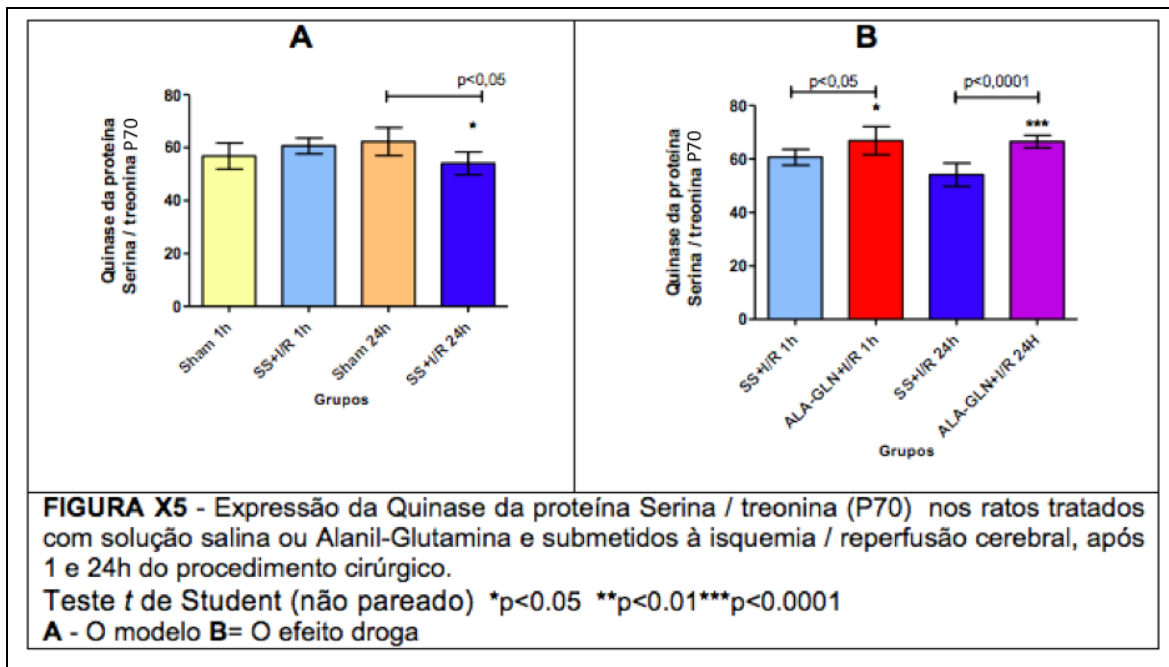 A
p<0,05
*
Quinase da proteína
Serina / treonina P70
80
60
40
20
0
Sham 1h
SS+I/R 1h
Sham 24h
SS+I/R 24h
Grupos
B
p<0,05
p<0,0001
*
***
Quinase da proteína
Serina / treonina P70
80
60
40
20
0
SS+I/R 1h
ALA-GLN+I/R 1h
SS+I/R 24h
ALA-GLN+I/R 24H
Grupos
FIGURA X5 - Expressão da Quinase da proteína Serina / treonina (P70) nos ratos tratados
com solução salina ou Alanil-Glutamina e submetidos à isquemia / reperfusão cerebral, após
1 e 24h do procedimento cirúrgico.
Teste t de Student (não pareado) *p<0.05 **p<0.01***p<0.0001
A - O modelo B= O efeito droga